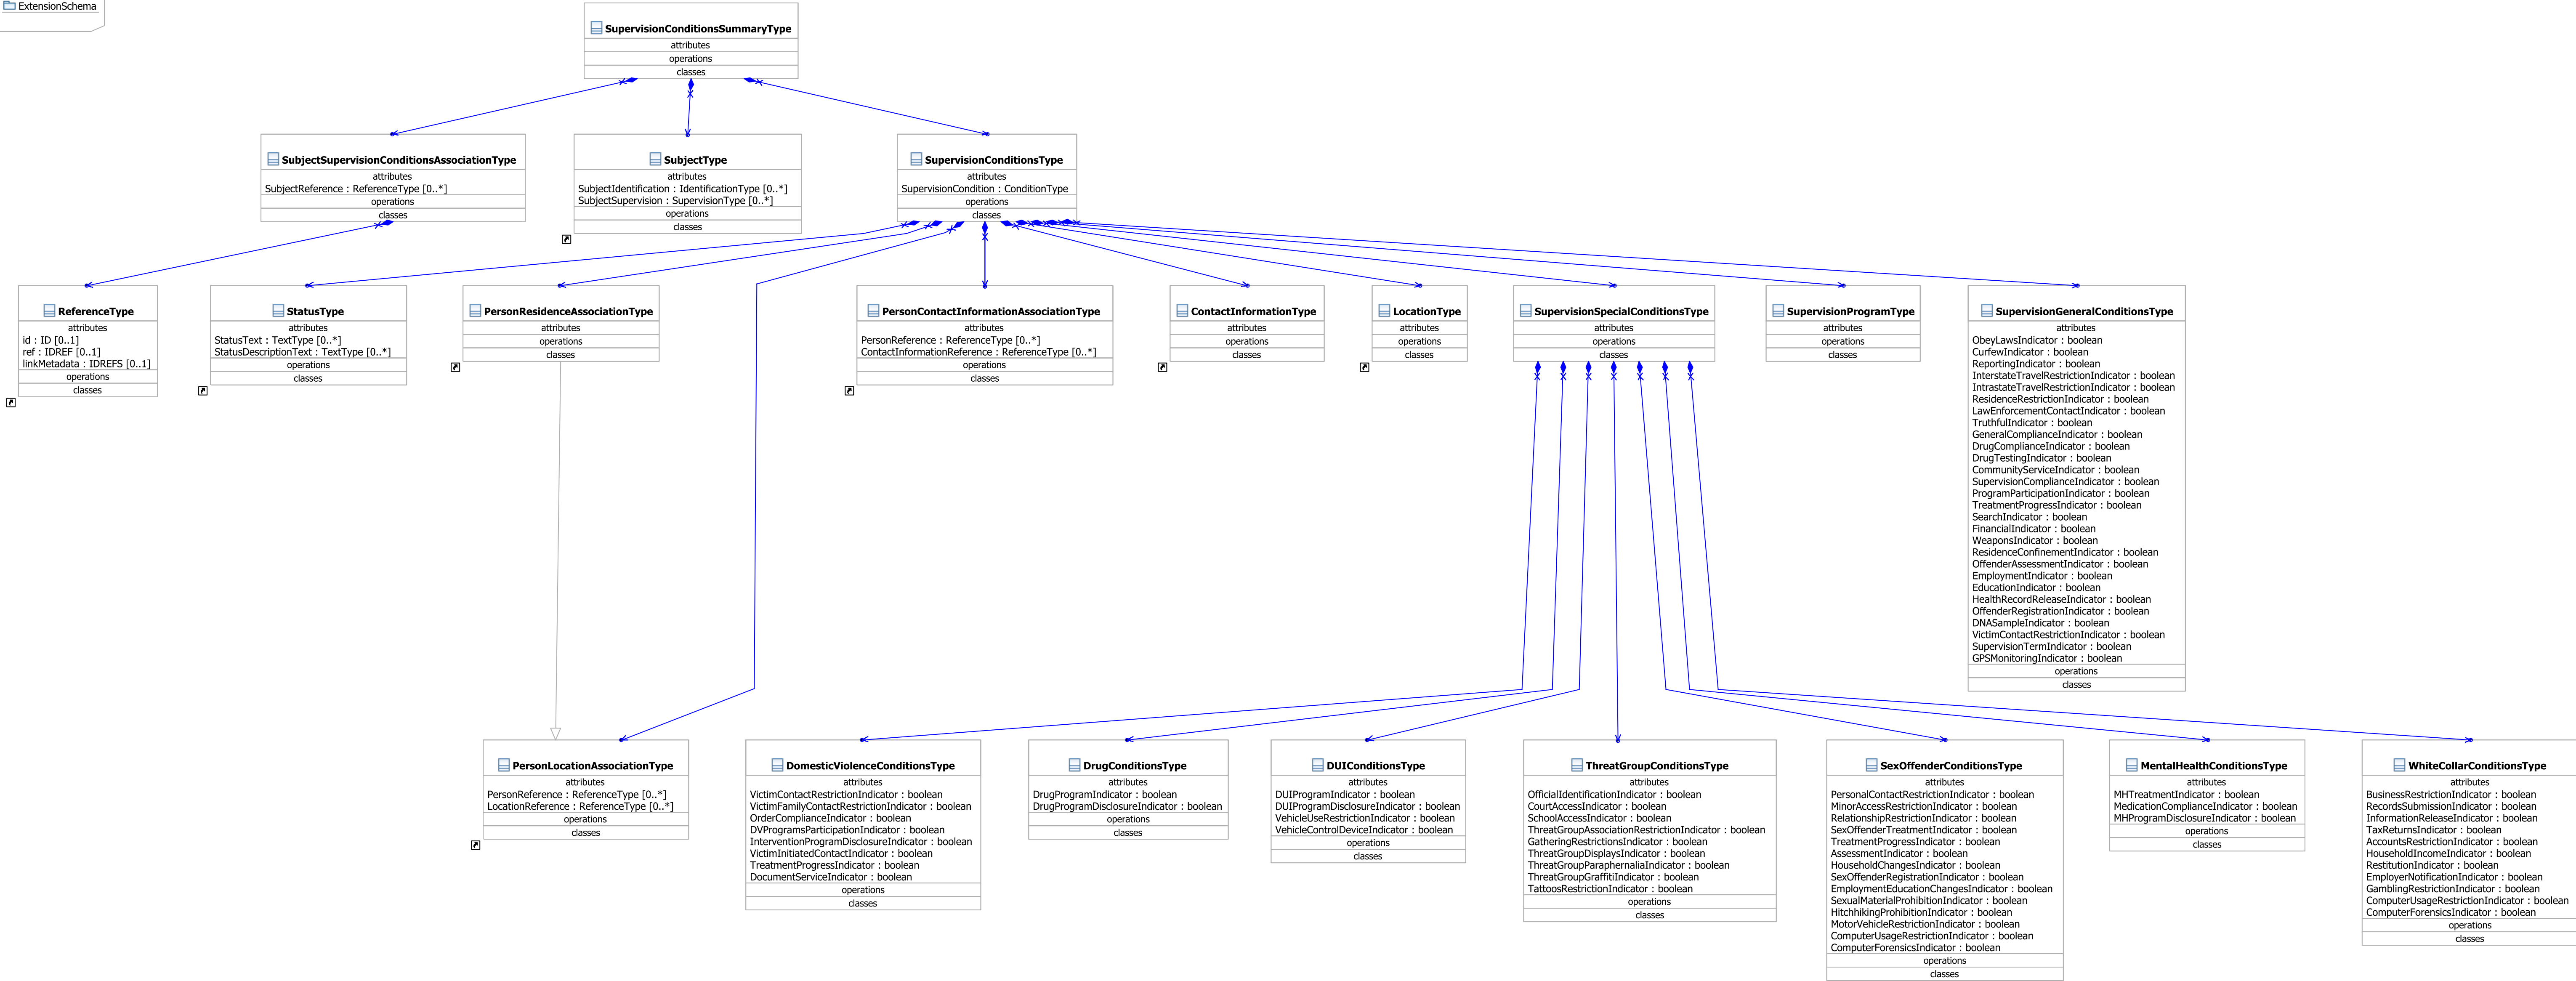 ExtensionSchema
SupervisionConditionsSummaryType
attributes
operations
classes
SubjectSupervisionConditionsAssociationType
attributes
SubjectReference : ReferenceType [0..*]
operations
classes
SubjectType
attributes
SubjectIdentification : IdentificationType [0..*]
SubjectSupervision : SupervisionType [0..*]
operations
classes
SupervisionConditionsType
attributes
SupervisionCondition : ConditionType
operations
classes
ReferenceType
attributes
id : ID [0..1]
ref : IDREF [0..1]
linkMetadata : IDREFS [0..1]
operations
classes
StatusType
attributes
StatusText : TextType [0..*]
StatusDescriptionText : TextType [0..*]
operations
classes
PersonResidenceAssociationType
attributes
operations
classes
PersonContactInformationAssociationType
attributes
PersonReference : ReferenceType [0..*]
ContactInformationReference : ReferenceType [0..*]
operations
classes
ContactInformationType
attributes
operations
classes
LocationType
attributes
operations
classes
SupervisionSpecialConditionsType
attributes
operations
classes
SupervisionProgramType
attributes
operations
classes
SupervisionGeneralConditionsType
attributes
ObeyLawsIndicator : boolean
CurfewIndicator : boolean
ReportingIndicator : boolean
InterstateTravelRestrictionIndicator : boolean
IntrastateTravelRestrictionIndicator : boolean
ResidenceRestrictionIndicator : boolean
LawEnforcementContactIndicator : boolean
TruthfulIndicator : boolean
GeneralComplianceIndicator : boolean
DrugComplianceIndicator : boolean
DrugTestingIndicator : boolean
CommunityServiceIndicator : boolean
SupervisionComplianceIndicator : boolean
ProgramParticipationIndicator : boolean
TreatmentProgressIndicator : boolean
SearchIndicator : boolean
FinancialIndicator : boolean
WeaponsIndicator : boolean
ResidenceConfinementIndicator : boolean
OffenderAssessmentIndicator : boolean
EmploymentIndicator : boolean
EducationIndicator : boolean
HealthRecordReleaseIndicator : boolean
OffenderRegistrationIndicator : boolean
DNASampleIndicator : boolean
VictimContactRestrictionIndicator : boolean
SupervisionTermIndicator : boolean
GPSMonitoringIndicator : boolean
operations
classes
PersonLocationAssociationType
attributes
PersonReference : ReferenceType [0..*]
LocationReference : ReferenceType [0..*]
operations
classes
DomesticViolenceConditionsType
attributes
VictimContactRestrictionIndicator : boolean
VictimFamilyContactRestrictionIndicator : boolean
OrderComplianceIndicator : boolean
DVProgramsParticipationIndicator : boolean
InterventionProgramDisclosureIndicator : boolean
VictimInitiatedContactIndicator : boolean
TreatmentProgressIndicator : boolean
DocumentServiceIndicator : boolean
operations
classes
DrugConditionsType
attributes
DrugProgramIndicator : boolean
DrugProgramDisclosureIndicator : boolean
operations
classes
DUIConditionsType
attributes
DUIProgramIndicator : boolean
DUIProgramDisclosureIndicator : boolean
VehicleUseRestrictionIndicator : boolean
VehicleControlDeviceIndicator : boolean
operations
classes
ThreatGroupConditionsType
attributes
OfficialIdentificationIndicator : boolean
CourtAccessIndicator : boolean
SchoolAccessIndicator : boolean
ThreatGroupAssociationRestrictionIndicator : boolean
GatheringRestrictionsIndicator : boolean
ThreatGroupDisplaysIndicator : boolean
ThreatGroupParaphernaliaIndicator : boolean
ThreatGroupGraffitiIndicator : boolean
TattoosRestrictionIndicator : boolean
operations
classes
SexOffenderConditionsType
attributes
PersonalContactRestrictionIndicator : boolean
MinorAccessRestrictionIndicator : boolean
RelationshipRestrictionIndicator : boolean
SexOffenderTreatmentIndicator : boolean
TreatmentProgressIndicator : boolean
AssessmentIndicator : boolean
HouseholdChangesIndicator : boolean
SexOffenderRegistrationIndicator : boolean
EmploymentEducationChangesIndicator : boolean
SexualMaterialProhibitionIndicator : boolean
HitchhikingProhibitionIndicator : boolean
MotorVehicleRestrictionIndicator : boolean
ComputerUsageRestrictionIndicator : boolean
ComputerForensicsIndicator : boolean
operations
classes
MentalHealthConditionsType
attributes
MHTreatmentIndicator : boolean
MedicationComplianceIndicator : boolean
MHProgramDisclosureIndicator : boolean
operations
classes
WhiteCollarConditionsType
attributes
BusinessRestrictionIndicator : boolean
RecordsSubmissionIndicator : boolean
InformationReleaseIndicator : boolean
TaxReturnsIndicator : boolean
AccountsRestrictionIndicator : boolean
HouseholdIncomeIndicator : boolean
RestitutionIndicator : boolean
EmployerNotificationIndicator : boolean
GamblingRestrictionIndicator : boolean
ComputerUsageRestrictionIndicator : boolean
ComputerForensicsIndicator : boolean
operations
classes